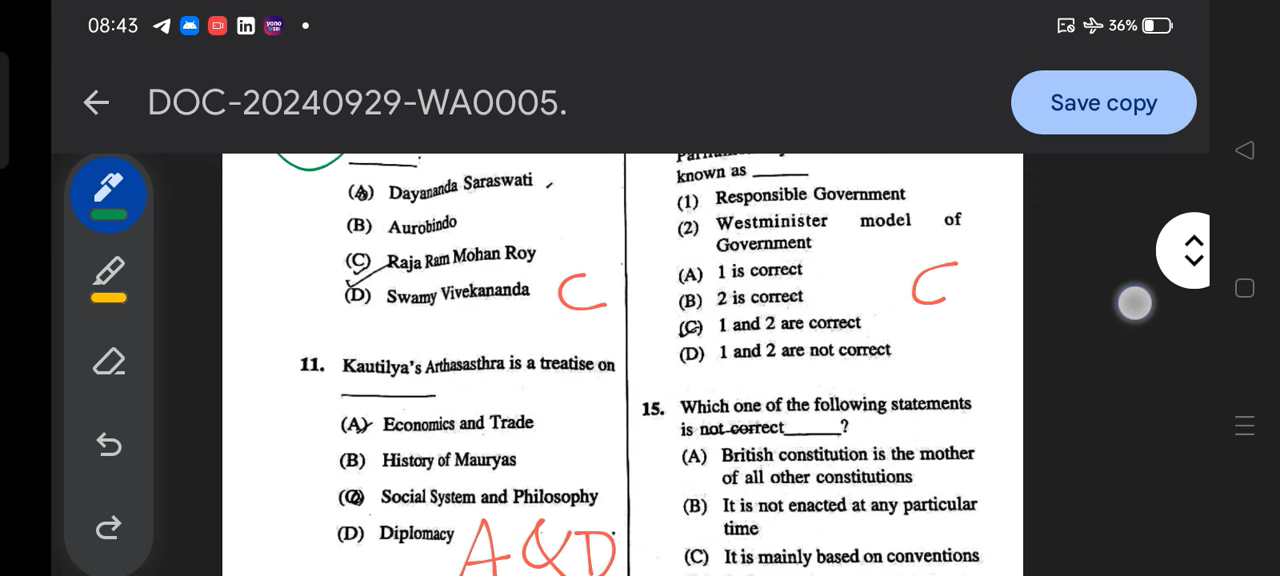 08:43
in
yono
SBI
36%
DOC-20240929-WA0005.
Save copy
(A) Dayananda Saraswati
(B) Aurobindo
(C) Raja Ram Mohan Roy
(D) Swamy Vivekananda
C
11. Kautilya's Arthasasthra is a treatise on
(A) Economics and Trade
(B) History of Mauryas
(C) Social System and Philosophy
(D) Diplomacy
A & D
known as
(1) Responsible Government
(2) Westminister model of
Government
(A) 1 is correct
(B) 2 is correct
(C) 1 and 2 are correct
(D) 1 and 2 are not correct
C
15. Which one of the following statements
is not correct______?
(A) British constitution is the mother
of all other constitutions
(B) It is not enacted at any particular
time
(C) It is mainly based on conventions